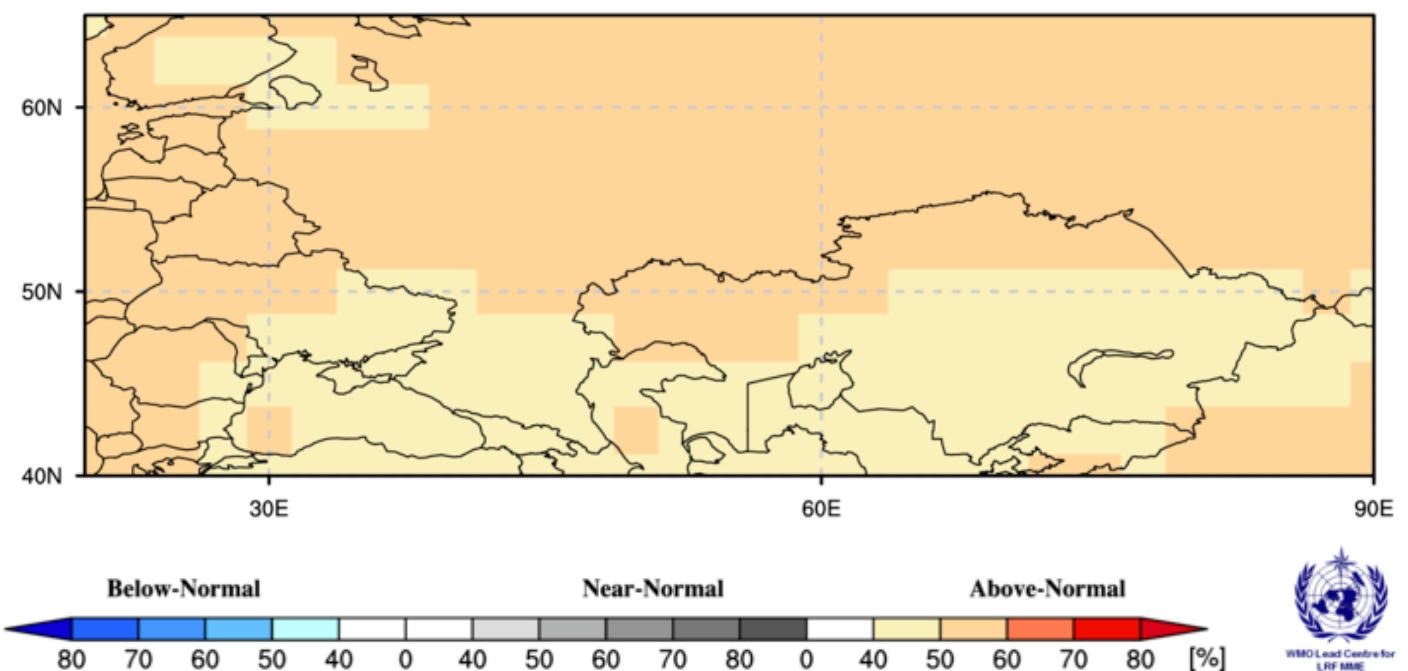 60N
50N
40N
30E 60E 90E
Below-Normal Near-Normal Above-Normal
80 70 60 50 40 0 40 50 60 70 80 0 40 50 60 70 80 [%]
WMO Lead Centre for
LRF MME